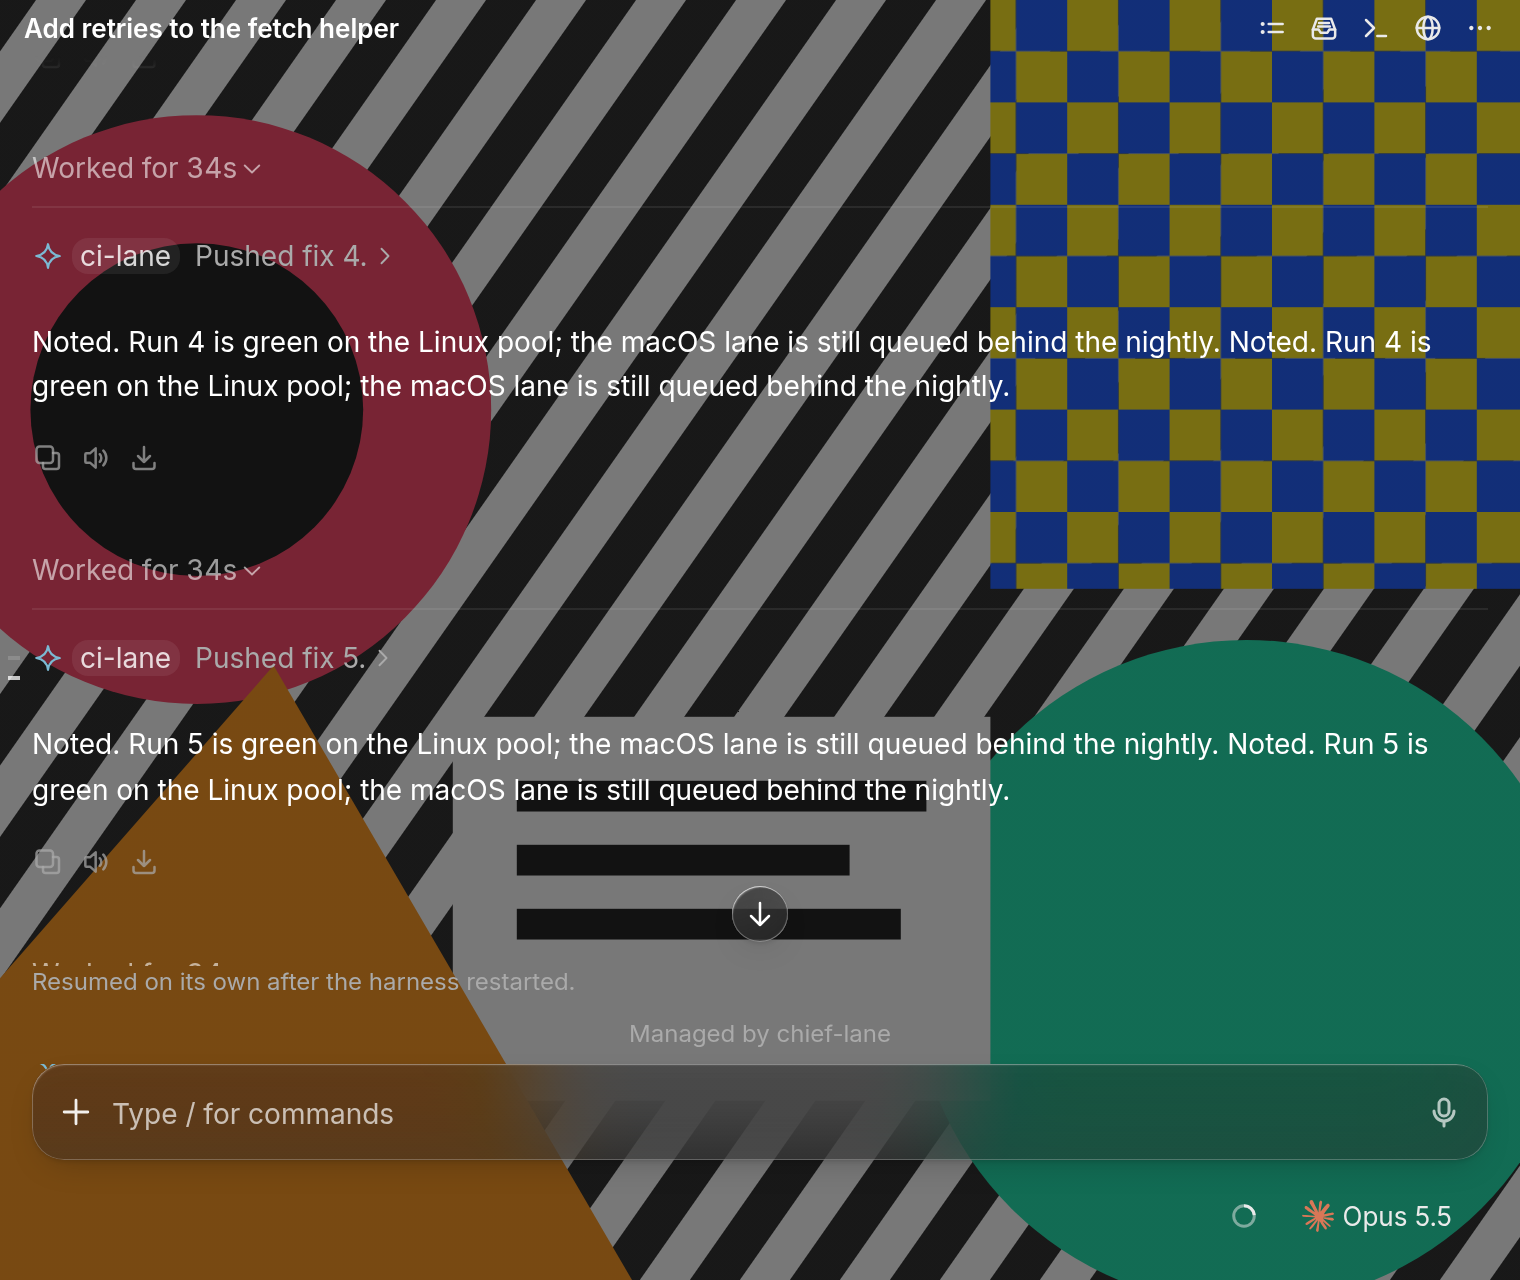 Add retries to the fetch helper
Worked for 34s
ci-lane Pushed fix 4.
Noted. Run 4 is green on the Linux pool; the macOS lane is still queued behind the nightly. Noted. Run 4 is
green on the Linux pool; the macOS lane is still queued behind the nightly.
Worked for 34s
ci-lane Pushed fix 5.
Noted. Run 5 is green on the Linux pool; the macOS lane is still queued behind the nightly. Noted. Run 5 is
green on the Linux pool; the macOS lane is still queued behind the nightly.
Resumed on its own after the harness restarted.
Managed by chief-lane
Type / for commands
Opus 5.5